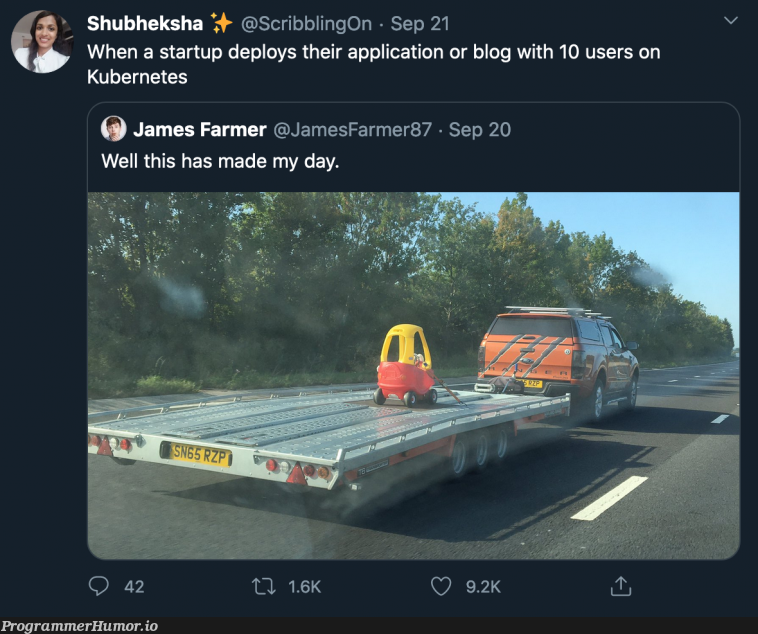 Shubheksha ✨ @ScribblingOn · Sep 21
When a startup deploys their application or blog with 10 users on
Kubernetes
James Farmer @JamesFarmer87 · Sep 20
Well this has made my day.
SN65 RZP
42 1.6K 9.2K
ProgrammerHumor.io